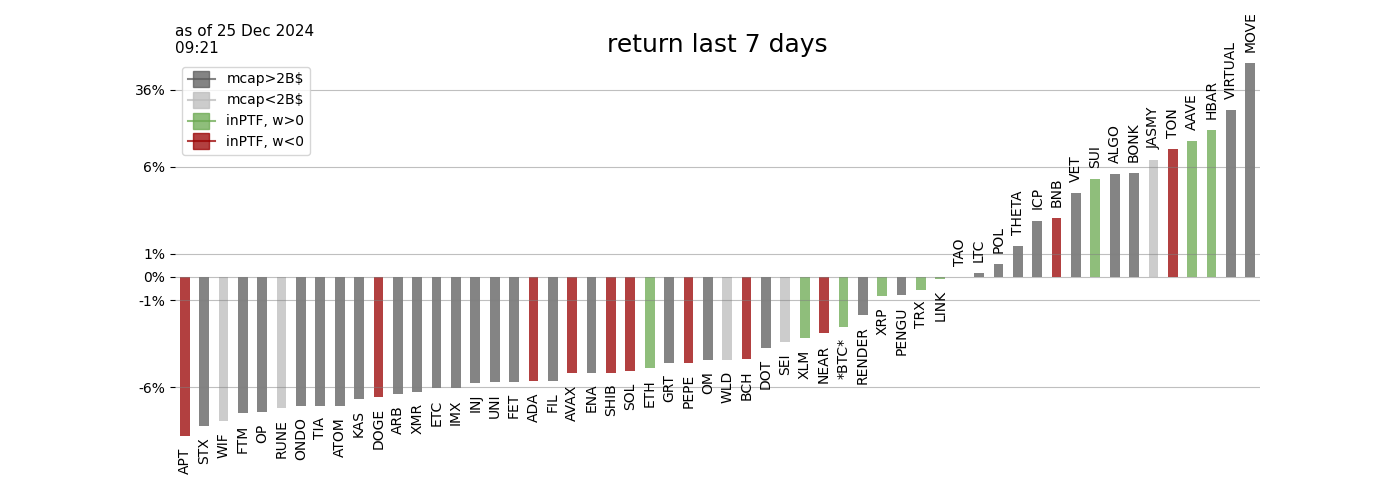 as of 25 Dec 2024
09:21
return last 7 days
mcap>2B$
mcap<2B$
inPTF, w>0
inPTF, w<0
36%
6%
1%
0%
-1%
-6%
APT
STX
WIF
FTM
OP
RUNE
ONDO
TIA
ATOM
KAS
DOGE
ARB
XMR
ETC
IMX
INJ
UNI
FET
ADA
FIL
AVAX
ENA
SHIB
SOL
ETH
GRT
PEPE
OM
WLD
BCH
DOT
SEI
XLM
NEAR
*BTC*
RENDER
XRP
PENGU
TRX
LINK
TAO
LTC
POL
THETA
ICP
BNB
VET
SUI
ALGO
BONK
JASMY
TON
AAVE
HBAR
VIRTUAL
MOVE